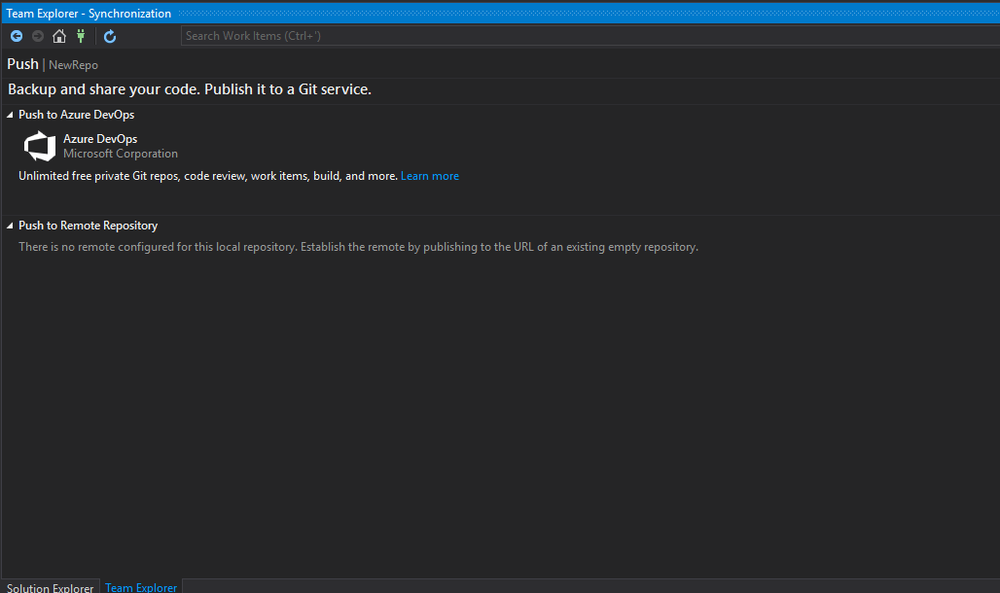 Team Explorer - Synchronization
Search Work Items (Ctrl+')
Push | NewRepo
Backup and share your code. Publish it to a Git service.
Push to Azure DevOps
Azure DevOps
Microsoft Corporation
Unlimited free private Git repos, code review, work items, build, and more. Learn more
Push to Remote Repository
There is no remote configured for this local repository. Establish the remote by publishing to the URL of an existing empty repository.
Solution Explorer Team Explorer